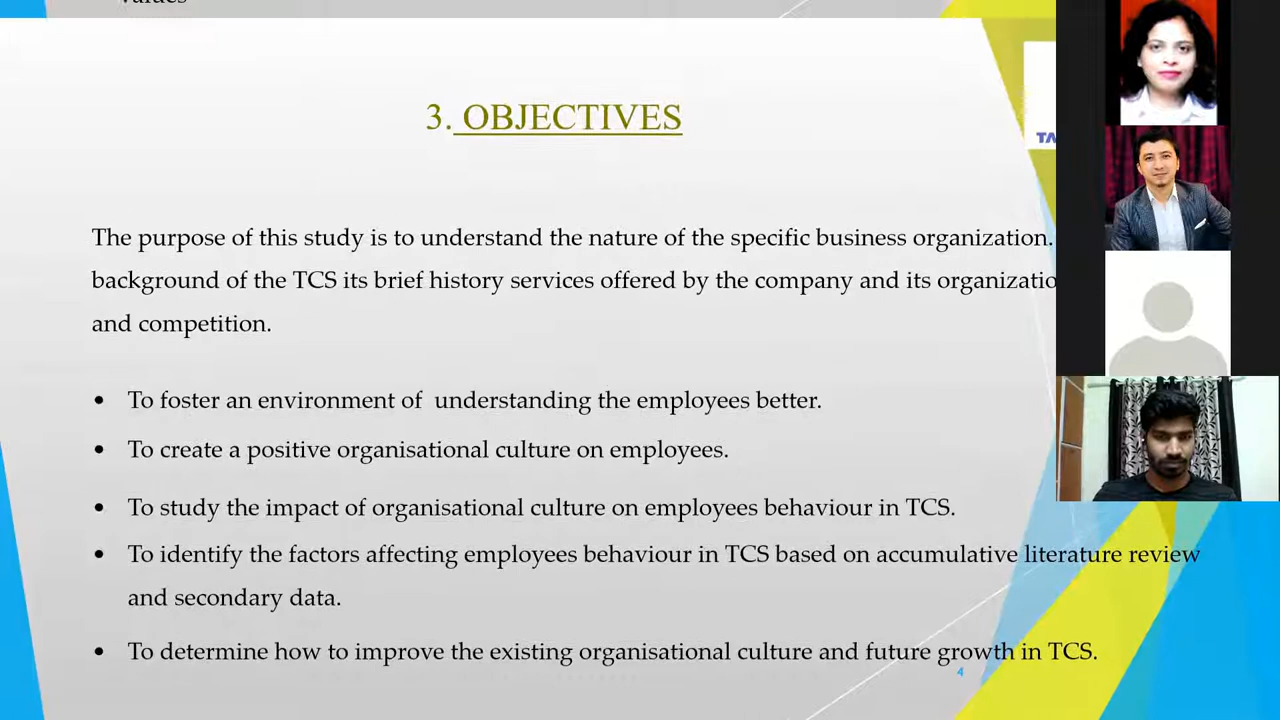 values
3. OBJECTIVES
TA
The purpose of this study is to understand the nature of the specific business organization.
background of the TCS its brief history services offered by the company and its organizatio
and competition.
• To foster an environment of understanding the employees better.
• To create a positive organisational culture on employees.
• To study the impact of organisational culture on employees behaviour in TCS.
• To identify the factors affecting employees behaviour in TCS based on accumulative literature review
and secondary data.
• To determine how to improve the existing organisational culture and future growth in TCS.
4